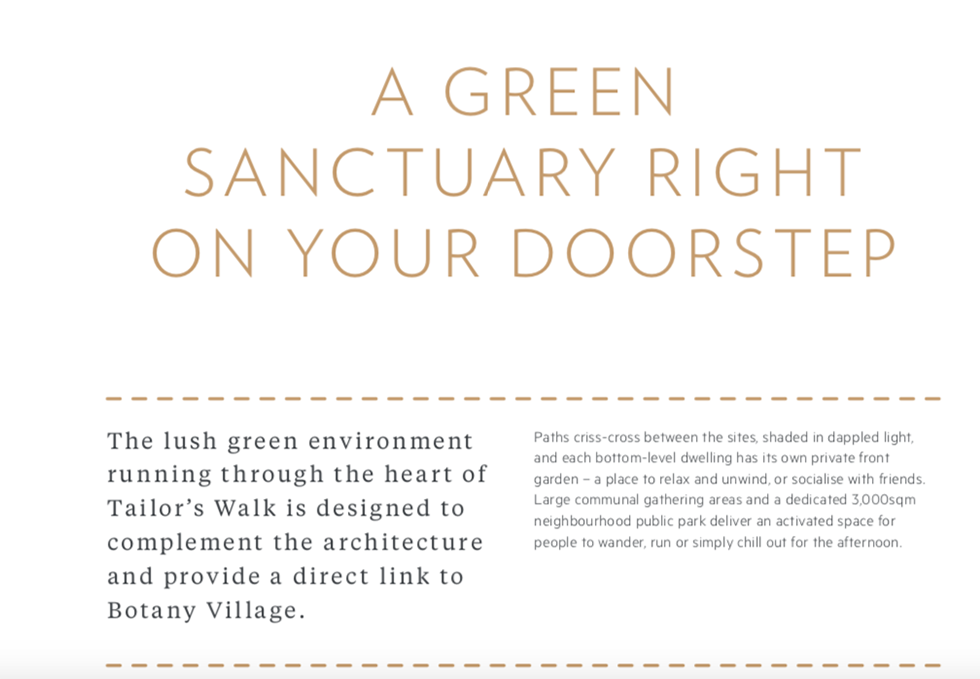 A GREEN
SANCTUARY RIGHT
ON YOUR DOORSTEP
The lush green environment
running through the heart of
Tailor’s Walk is designed to
complement the architecture
and provide a direct link to
Botany Village.
Paths criss-cross between the sites, shaded in dappled light,
and each bottom-level dwelling has its own private front
garden – a place to relax and unwind, or socialise with friends.
Large communal gathering areas and a dedicated 3,000sqm
neighbourhood public park deliver an activated space for
people to wander, run or simply chill out for the afternoon.